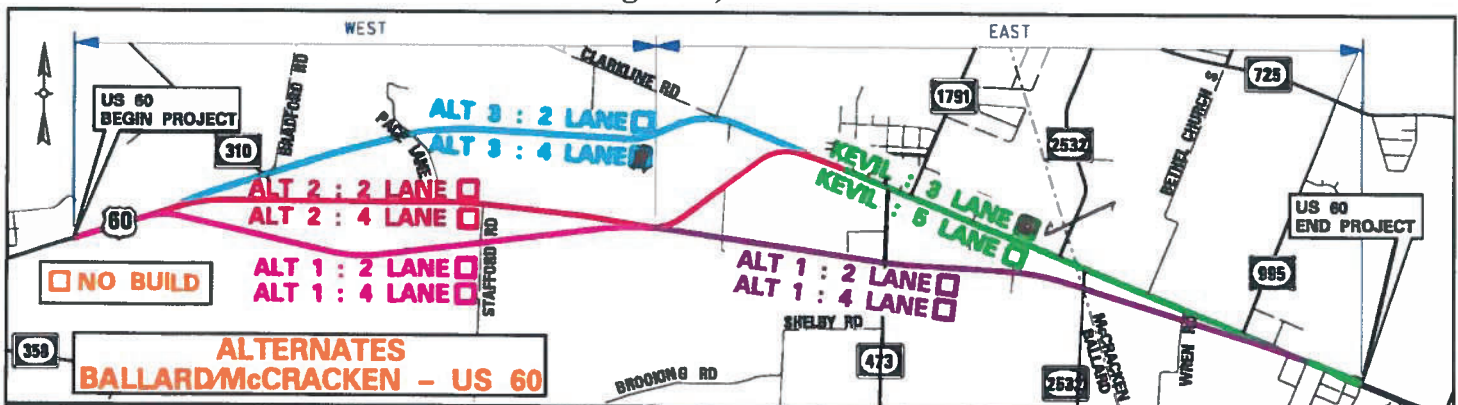 WEST
EAST
CLARKLINE RD
725
BRADFORD RD
1791
US 60
BEGIN PROJECT
ALT 3 : 2 LANE
PACE LANE
310
ALT 3 : 4 LANE
2532
BETHEL CHURCH
KEVIL : 3 LANE
KEVIL : 5 LANE
ALT 2 : 2 LANE
ALT 2 : 4 LANE
60
US 60
END PROJECT
STAFFORD RD
ALT 1 : 2 LANE
ALT 1 : 4 LANE
NO BUILD
ALT 1 : 2 LANE
ALT 1 : 4 LANE
995
SHELBY RD
McCRACKEN
BALLARD
WREN RD
358
ALTERNATES
BALLARD/McCRACKEN - US 60
473
BROOKING RD
2532